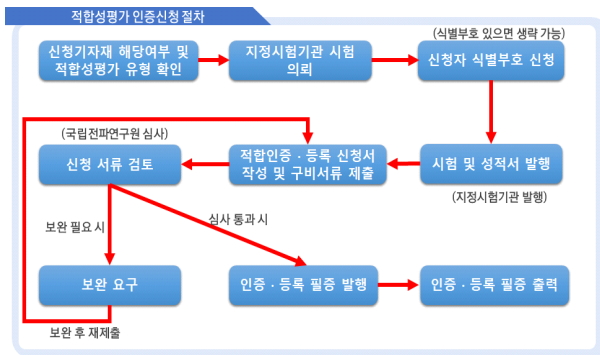 적합성평가 인증신청 절차
(식별부호 있으면 생략 가능)
신청기자재 해당여부 및
적합성평가 유형 확인
지정시험기관 시험
의뢰
신청자 식별부호 신청
(국립전파연구원 심사)
신청 서류 검토
적합인증 · 등록 신청서
작성 및 구비서류 제출
시험 및 성적서 발행
(지정시험기관 발행)
보완 필요 시
심사 통과 시
보완 요구
인증 · 등록 필증 발행
인증 · 등록 필증 출력
보완 후 재제출